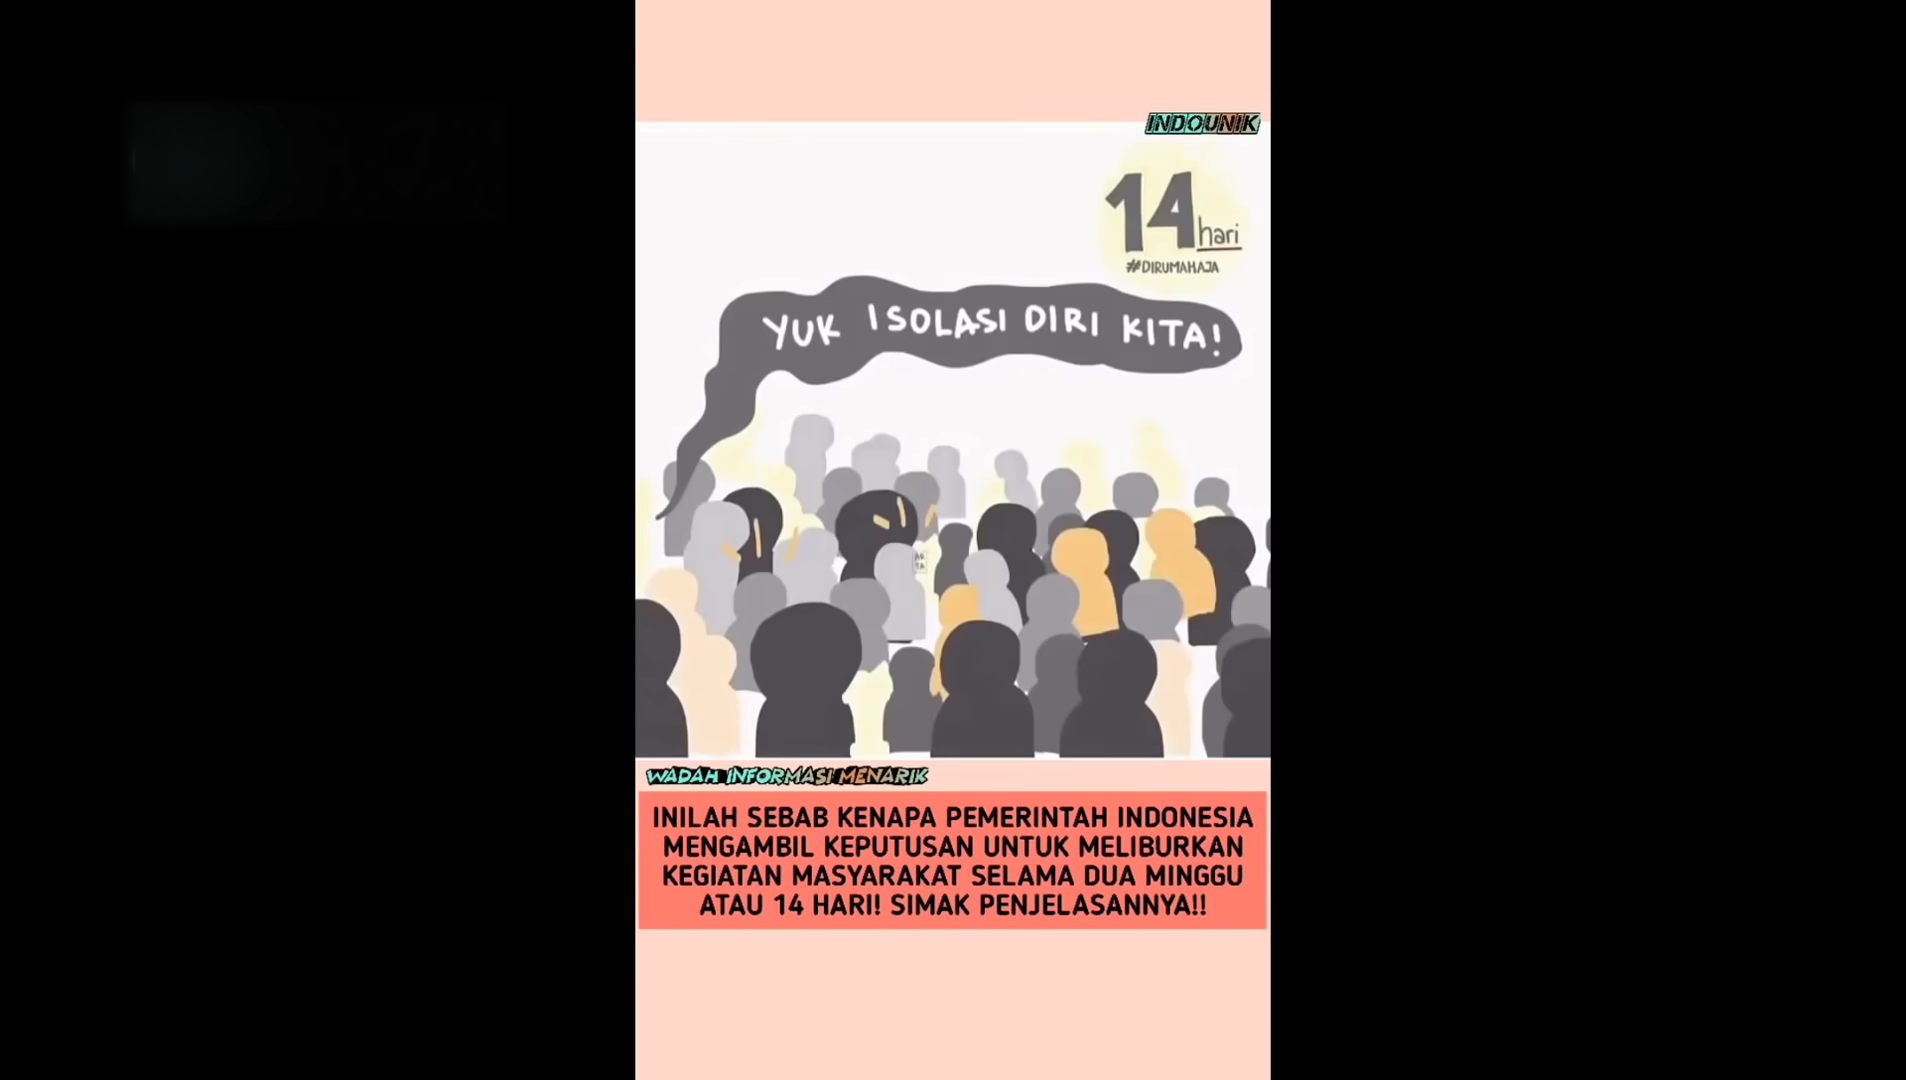 INDOUNIK
14 hari
#DIRUMAHAJA
YUK ISOLASI DIRI KITA!
WADAH INFORMASI MENARIK
INILAH SEBAB KENAPA PEMERINTAH INDONESIA
MENGAMBIL KEPUTUSAN UNTUK MELIBURKAN
KEGIATAN MASYARAKAT SELAMA DUA MINGGU
ATAU 14 HARI! SIMAK PENJELASANNYA!!